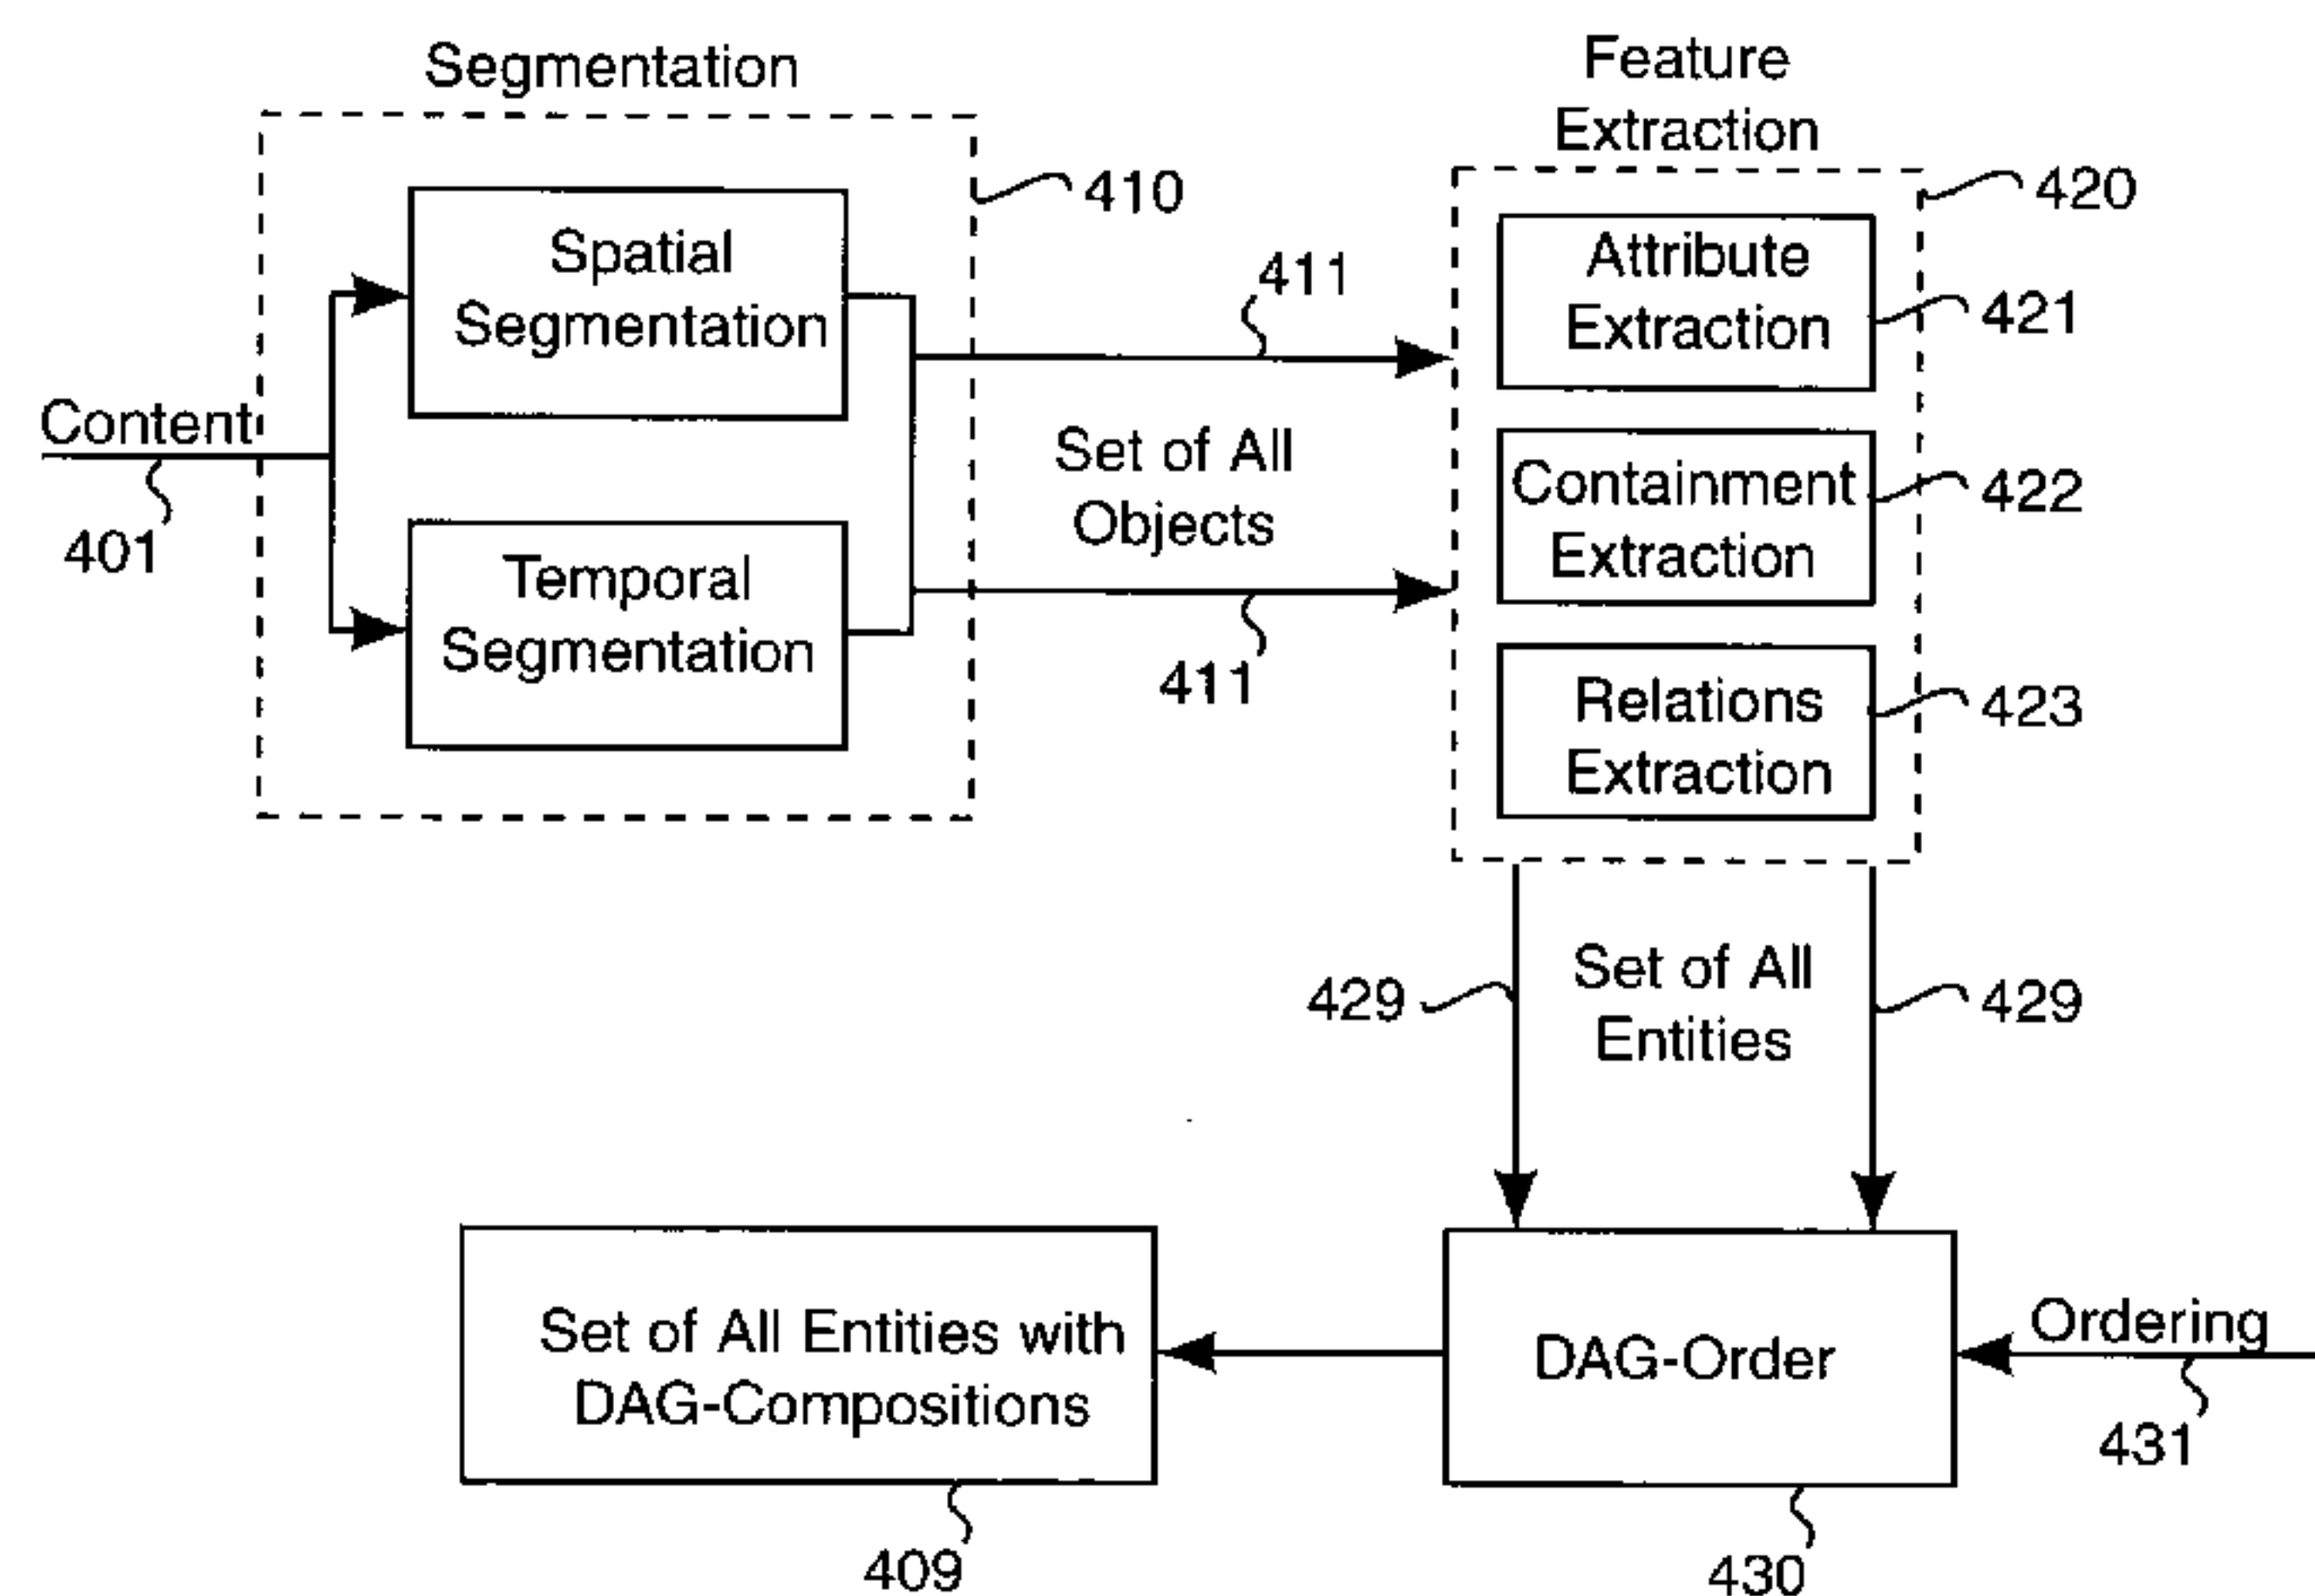 Segmentation
Feature
Extraction
410
420
Spatial
Segmentation
Attribute
Extraction
411
421
Content
401
Set of All
Objects
Containment
Extraction
422
Temporal
Segmentation
411
Relations
Extraction
423
429
Set of All
Entities
429
Set of All Entities with
DAG-Compositions
DAG-Order
Ordering
431
409
430